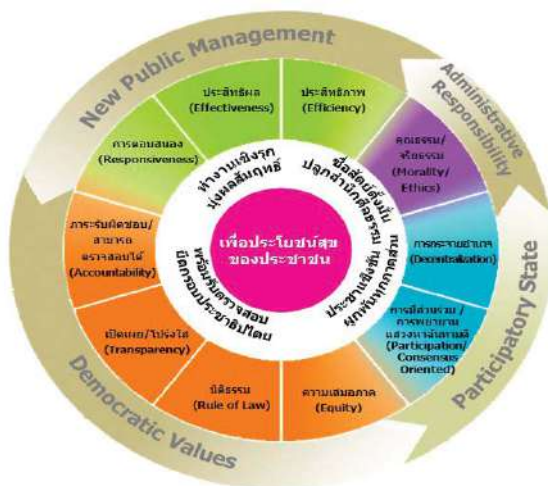 New Public Management
Administrative
Responsibility
Participatory State
Democratic Values
ประสิทธิผล
(Effectiveness)
ประสิทธิภาพ
(Efficiency)
คุณธรรม/
จริยธรรม
(Morality/
Ethics)
การกระจายอำนาจ
(Decentralization)
การมีส่วนร่วม /
การพยายาม
แสวงหาฉันทามติ
(Participation/
Consensus
Oriented)
ความเสมอภาค
(Equity)
นิติธรรม
(Rule of Law)
เปิดเผย/โปร่งใส
(Transparency)
ภาระรับผิดชอบ/
สามารถ
ตรวจสอบได้
(Accountability)
การตอบสนอง
(Responsiveness)
ทำงานเชิงรุก
มุ่งผลสัมฤทธิ์
ซื่อสัตย์ตั้งมั่น
ปลูกสำนึกศีลธรรม
ประชาแข็งขัน
ผูกพันทุกภาคส่วน
พร้อมรับตรวจสอบ
ยึดกรอบประชาธิปไตย
เพื่อประโยชน์สุข
ของประชาชน